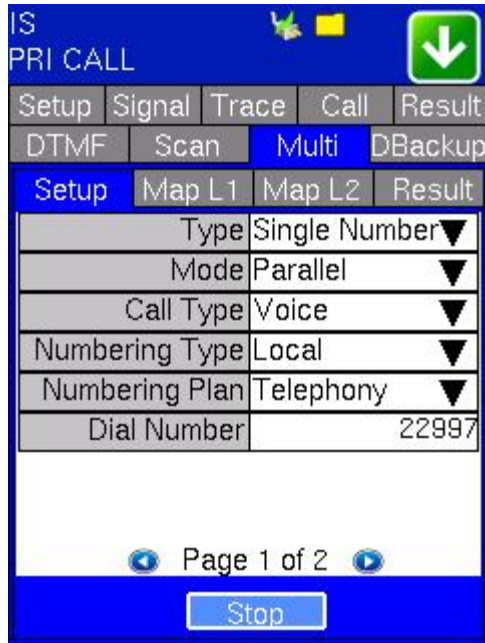 IS
PRI CALL
Setup Signal Trace Call Result
DTMF Scan Multi DBackup
Setup Map L1 Map L2 Result
Type Single Number
Mode Parallel
Call Type Voice
Numbering Type Local
Numbering Plan Telephony
Dial Number 22997
Page 1 of 2
Stop